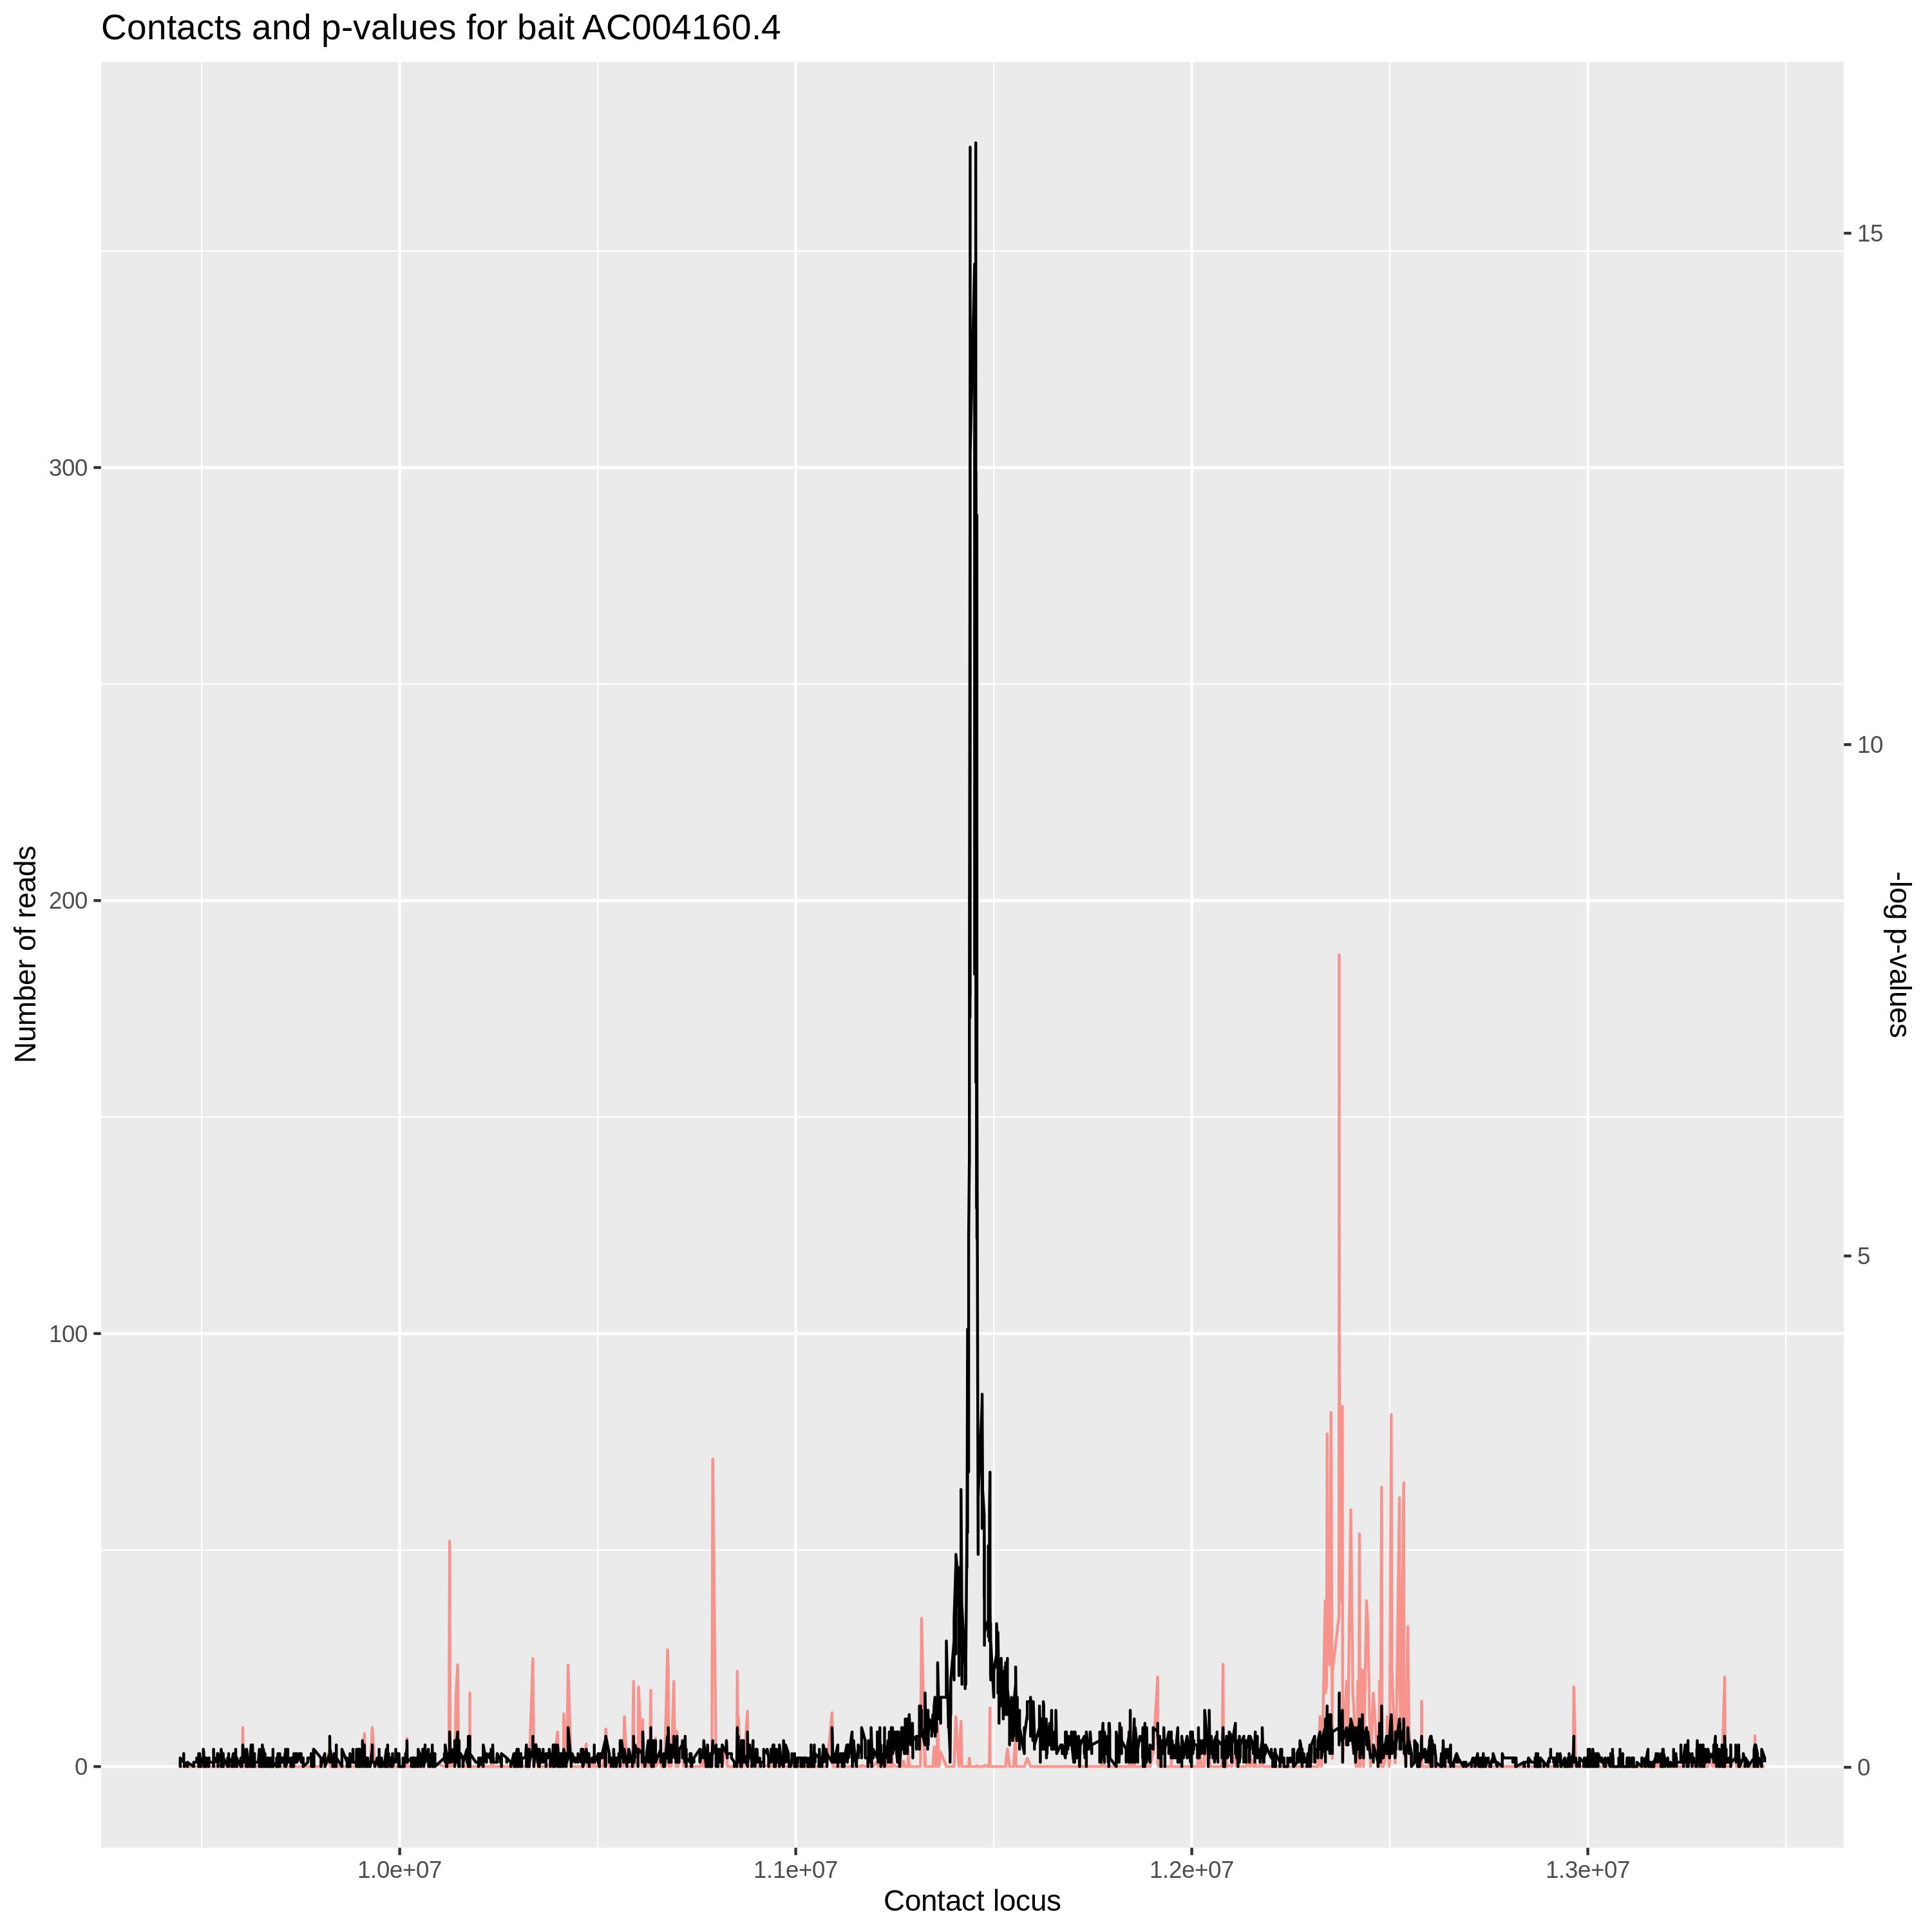 Contacts and p-values for bait AC004160.4
300
200
100
0
Number of reads
15
10
5
0
-log p-values
1.0e+07
1.1e+07
1.2e+07
1.3e+07
Contact locus